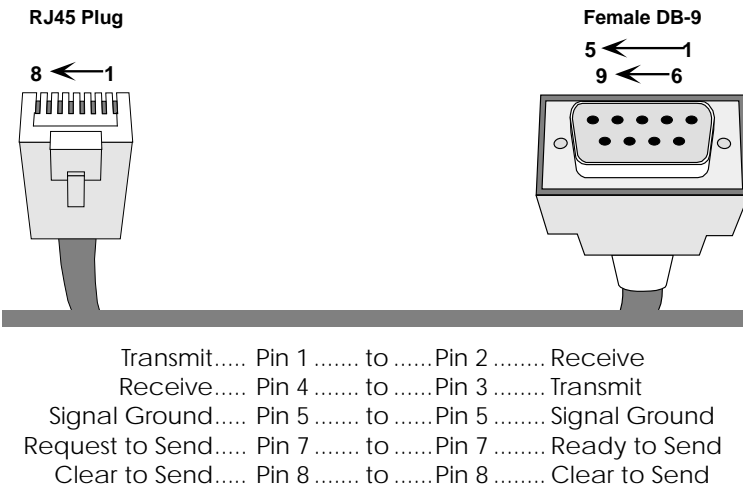 RJ45 Plug
Female DB-9
5 1
8 1
9 6
Transmit..... Pin 1 ....... to ......Pin 2 ........ Receive
Receive..... Pin 4 ....... to ......Pin 3 ........ Transmit
Signal Ground..... Pin 5 ....... to ......Pin 5 ........ Signal Ground
Request to Send..... Pin 7 ....... to ......Pin 7 ........ Ready to Send
Clear to Send..... Pin 8 ....... to ......Pin 8 ........ Clear to Send